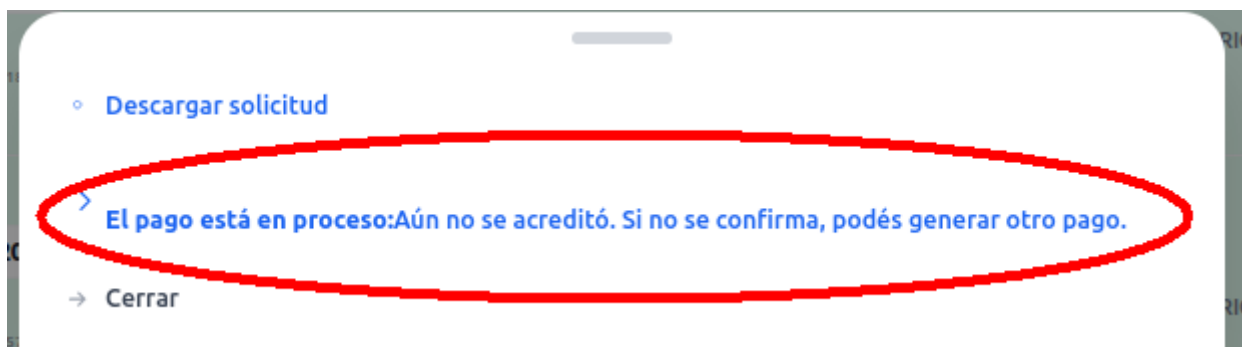 Descargar solicitud
El pago está en proceso:Aún no se acreditó. Si no se confirma, podés generar otro pago.
Cerrar